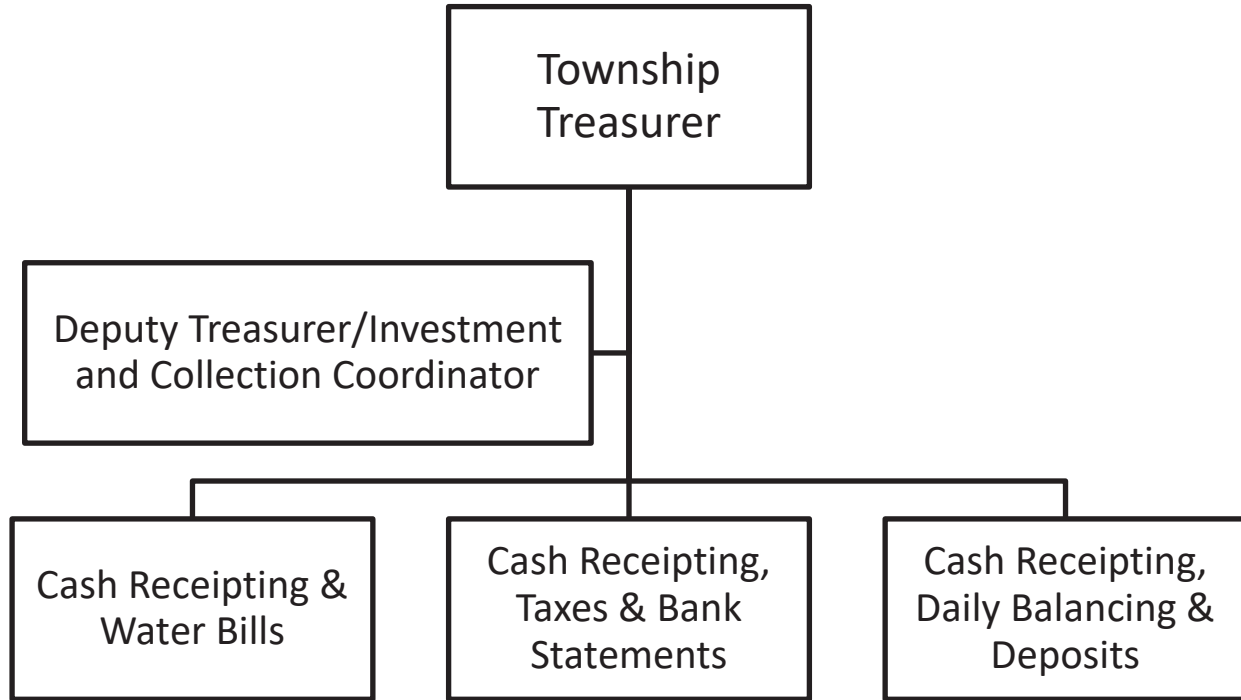 Township
Treasurer
Deputy Treasurer/Investment
and Collection Coordinator
Cash Receipting &
Water Bills
Cash Receipting,
Taxes & Bank
Statements
Cash Receipting,
Daily Balancing &
Deposits